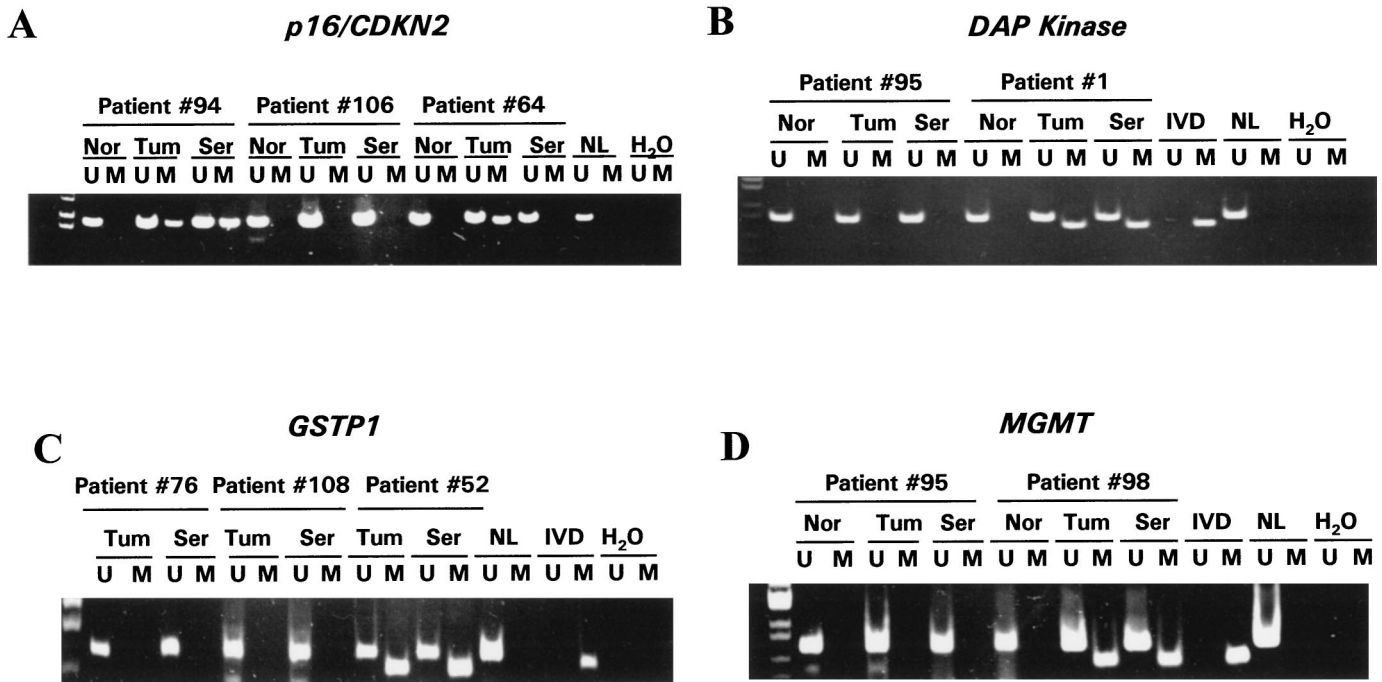 A
p16/CDKN2
Patient #94 Patient #106 Patient #64
Nor Tum Ser Nor Tum Ser Nor Tum Ser NL H₂O
U M U M U M U M U M U M U M U M U M U M U M
B
DAP Kinase
Patient #95 Patient #1
Nor Tum Ser Nor Tum Ser IVD NL H₂O
U M U M U M U M U M U M U M U M U M
C
GSTP1
Patient #76 Patient #108 Patient #52
Tum Ser Tum Ser Tum Ser NL IVD H₂O
U M U M U M U M U M U M U M U M U M
D
MGMT
Patient #95 Patient #98
Nor Tum Ser Nor Tum Ser IVD NL H₂O
U M U M U M U M U M U M U M U M U M